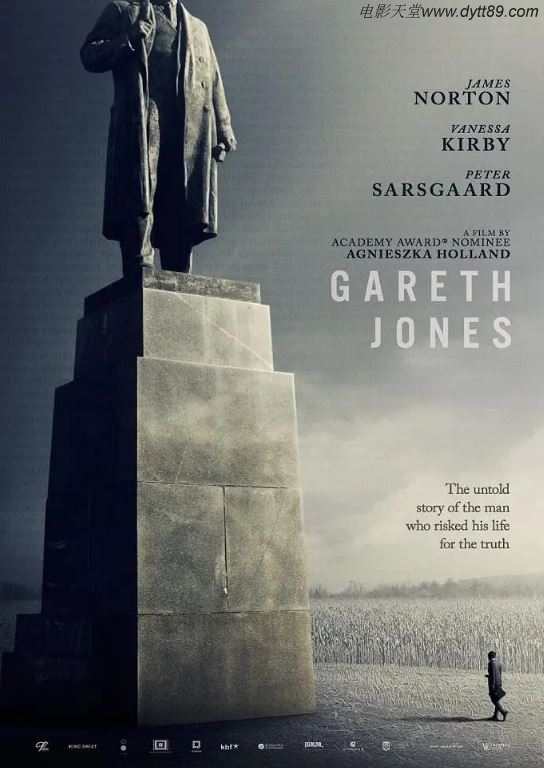 电影天堂www.dytt89.com
JAMES
NORTON
VANESSA
KIRBY
PETER
SARSGAARD
A FILM BY
ACADEMY AWARD® NOMINEE
AGNIESZKA HOLLAND
GARETH
JONES
The untold
story of the man
who risked his life
for the truth
kbf